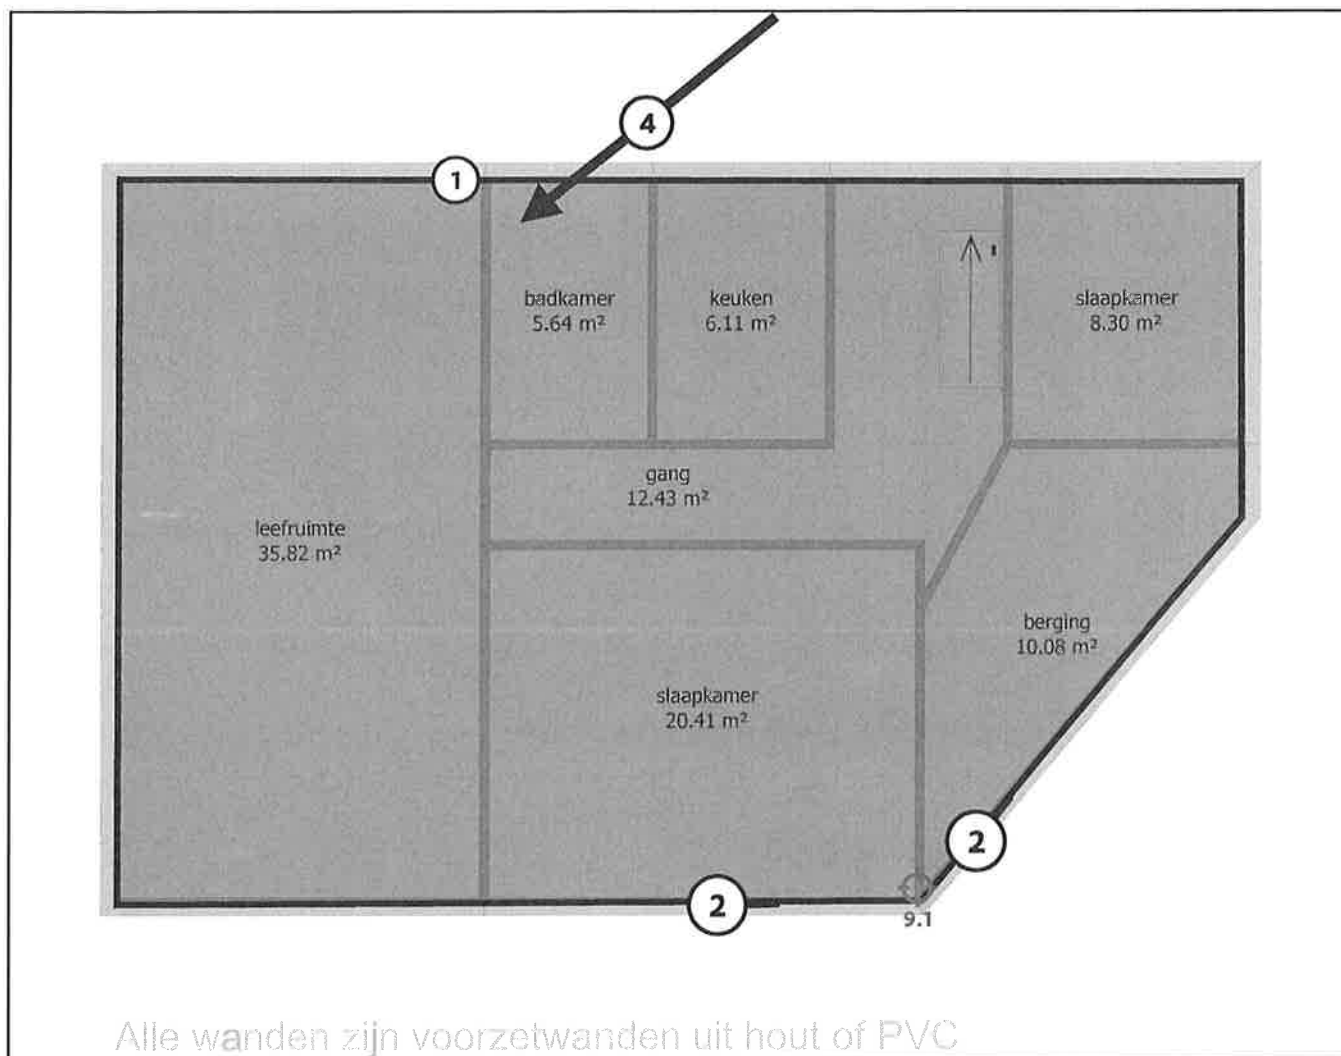 4
1
badkamer
5.64 m²
keuken
6.11 m²
slaapkamer
8.30 m²
gang
12.43 m²
leefruimte
35.82 m²
berging
10.08 m²
slaapkamer
20.41 m²
2
2
9.1
Alle wanden zijn voorzetwanden uit hout of PVC